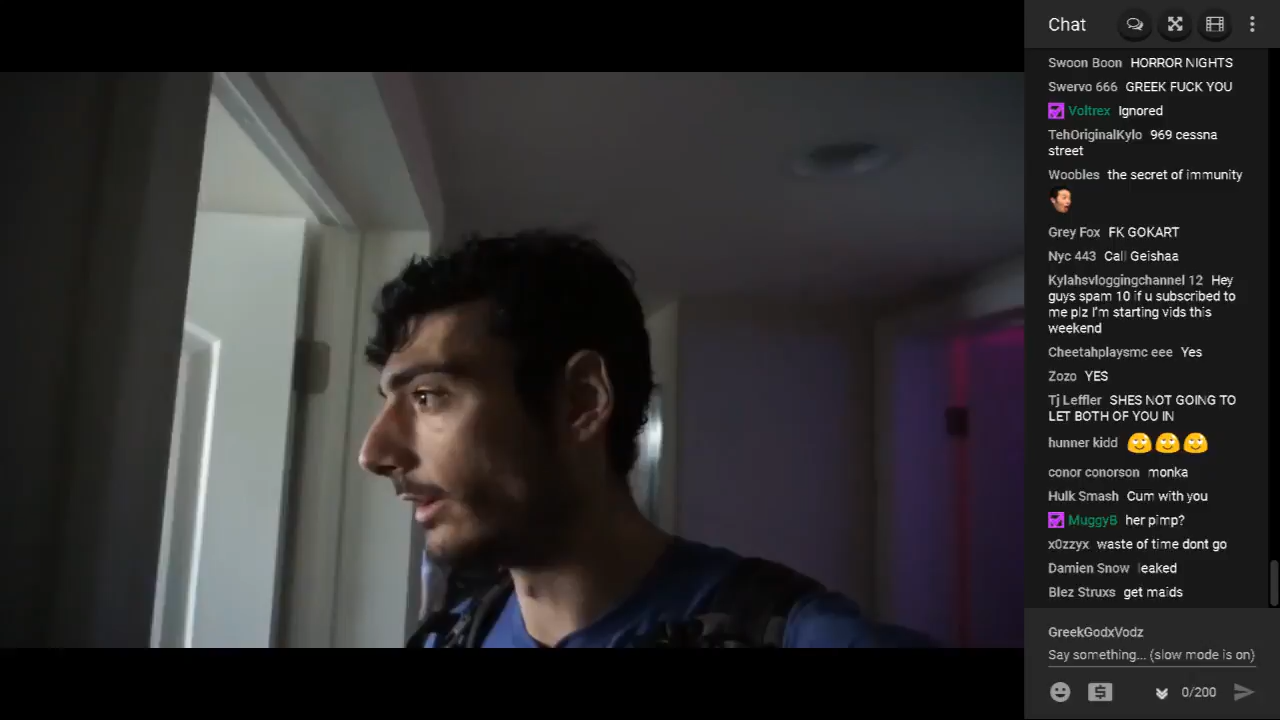 Chat
Swoon Boon HORROR NIGHTS
Swervo 666 GREEK FUCK YOU
Voltrex Ignored
TehOriginalKylo 969 cessna
street
Woobles the secret of immunity
Grey Fox FK GOKART
Nyc 443 Call Geishaa
Kylahsvloggingchannel 12 Hey
guys spam 10 if u subscribed to
me plz I'm starting vids this
weekend
Cheetahplaysmc eee Yes
Zozo YES
Tj Leffler SHES NOT GOING TO
LET BOTH OF YOU IN
hunner kidd
conor conorson monka
Hulk Smash Cum with you
MuggyB her pimp?
x0zzyx waste of time dont go
Damien Snow leaked
Blez Struxs get maids
GreekGodxVodz
Say something... (slow mode is on)
0/200